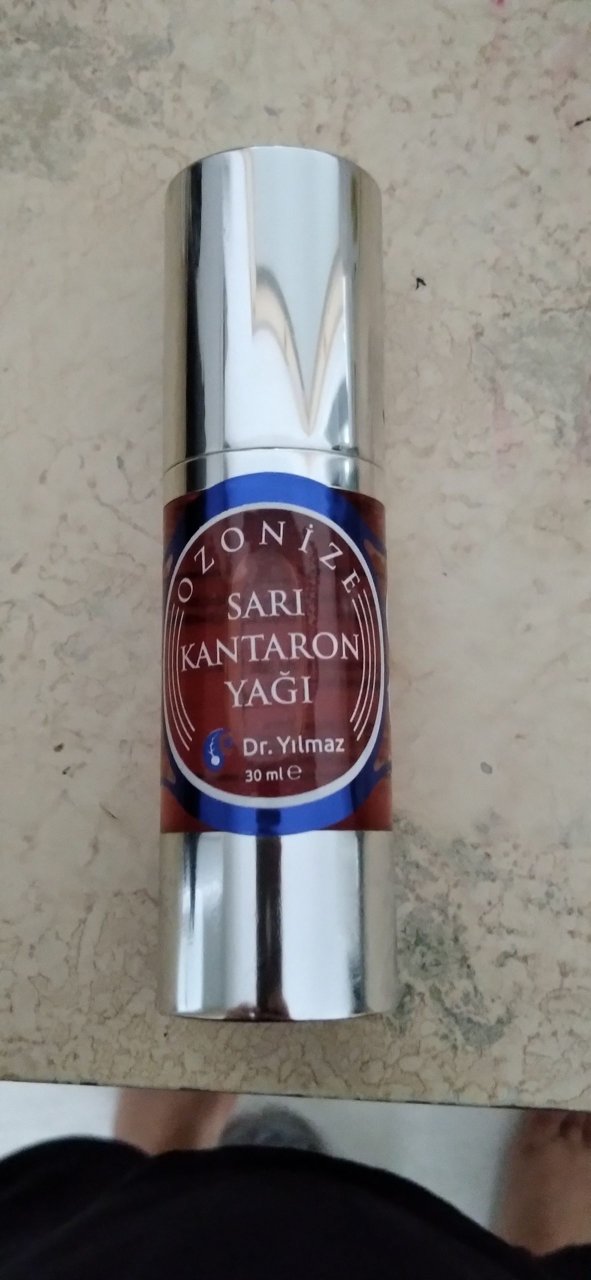 OZONİZE
SARI
KANTARON
YAĞI
Dr. Yılmaz
30 ml ℮